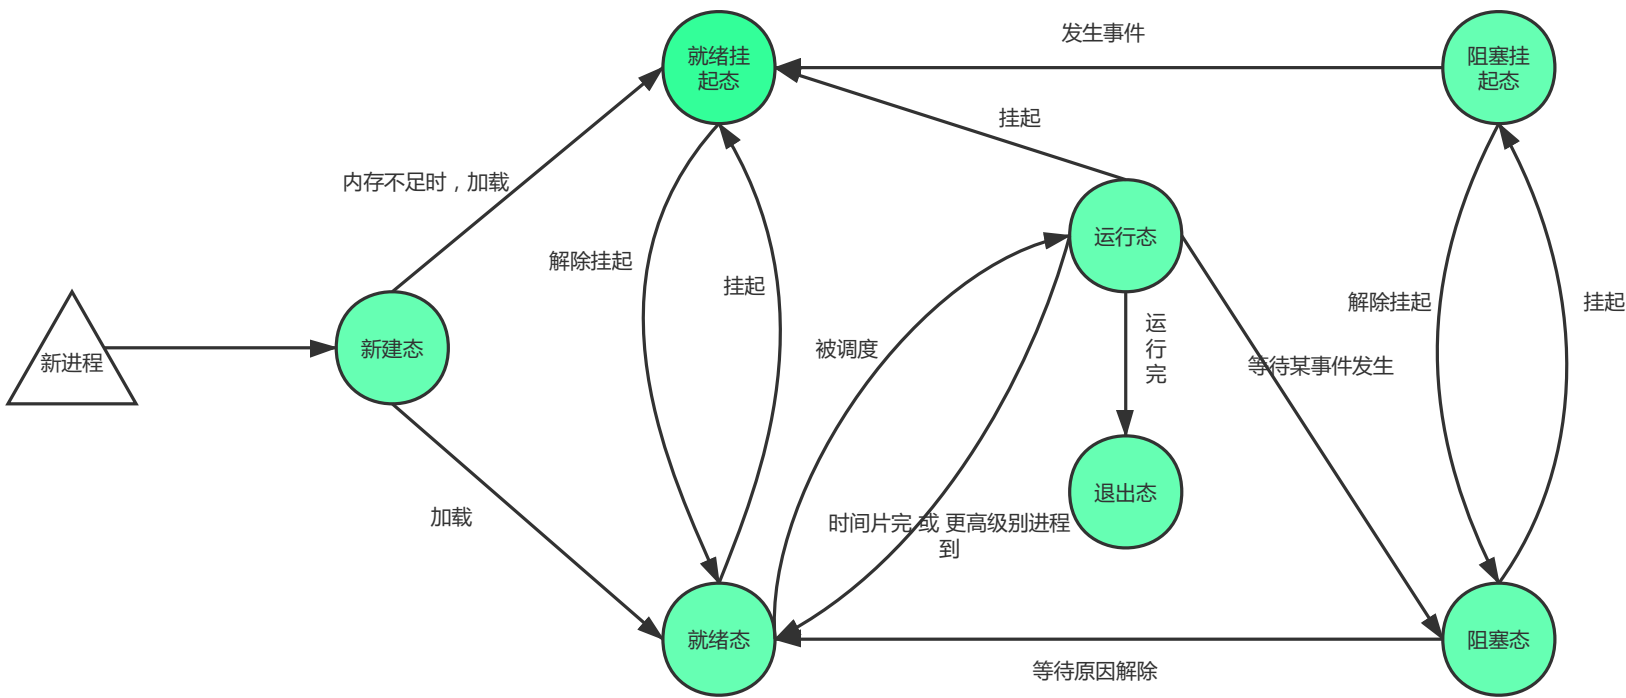 发生事件
就绪挂
起态
阻塞挂
起态
挂起
内存不足时，加载
运行态
解除挂起
挂起
解除挂起
挂起
新进程
新建态
被调度
运
行
完
等待某事件发生
退出态
加载
时间片完 或 更高级别进程
到
就绪态
阻塞态
等待原因解除